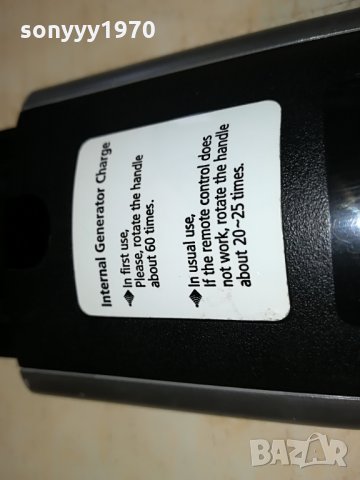 sonyyy1970
Internal Generator Charge
In first use,
Please, rotate the handle
about 60 times.
In usual use,
If the remote control does
not work, rotate the handle
about 20~25 times.
BAZAR